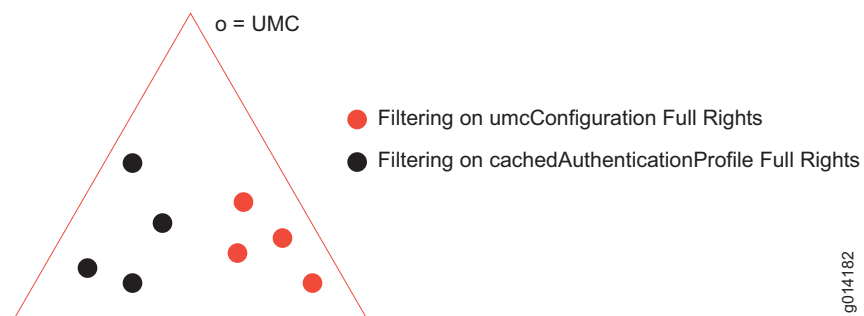 o = UMC
Filtering on umcConfiguration Full Rights
Filtering on cachedAuthenticationProfile Full Rights
g014182